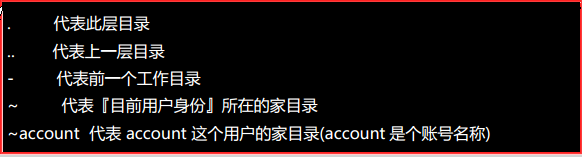 .        代表此层目录
..       代表上一层目录
-        代表前一个工作目录
~        代表『目前用户身份』所在的家目录
~account 代表 account 这个用户的家目录(account 是个账号名称)